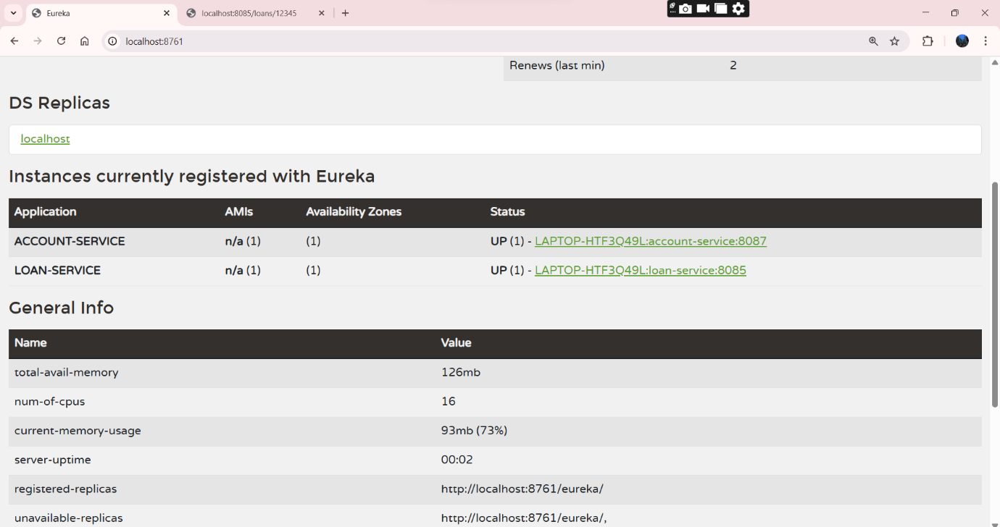 Eureka
localhost:8085/loans/12345
localhost:8761
Renews (last min) 2
DS Replicas
localhost
Instances currently registered with Eureka
Application AMIs Availability Zones Status
ACCOUNT-SERVICE n/a (1) (1) UP (1) - LAPTOP-HTF3Q49L:account-service:8087
LOAN-SERVICE n/a (1) (1) UP (1) - LAPTOP-HTF3Q49L:loan-service:8085
General Info
Name Value
total-avail-memory 126mb
num-of-cpus 16
current-memory-usage 93mb (73%)
server-uptime 00:02
registered-replicas http://localhost:8761/eureka/
unavailable-replicas http://localhost:8761/eureka/,